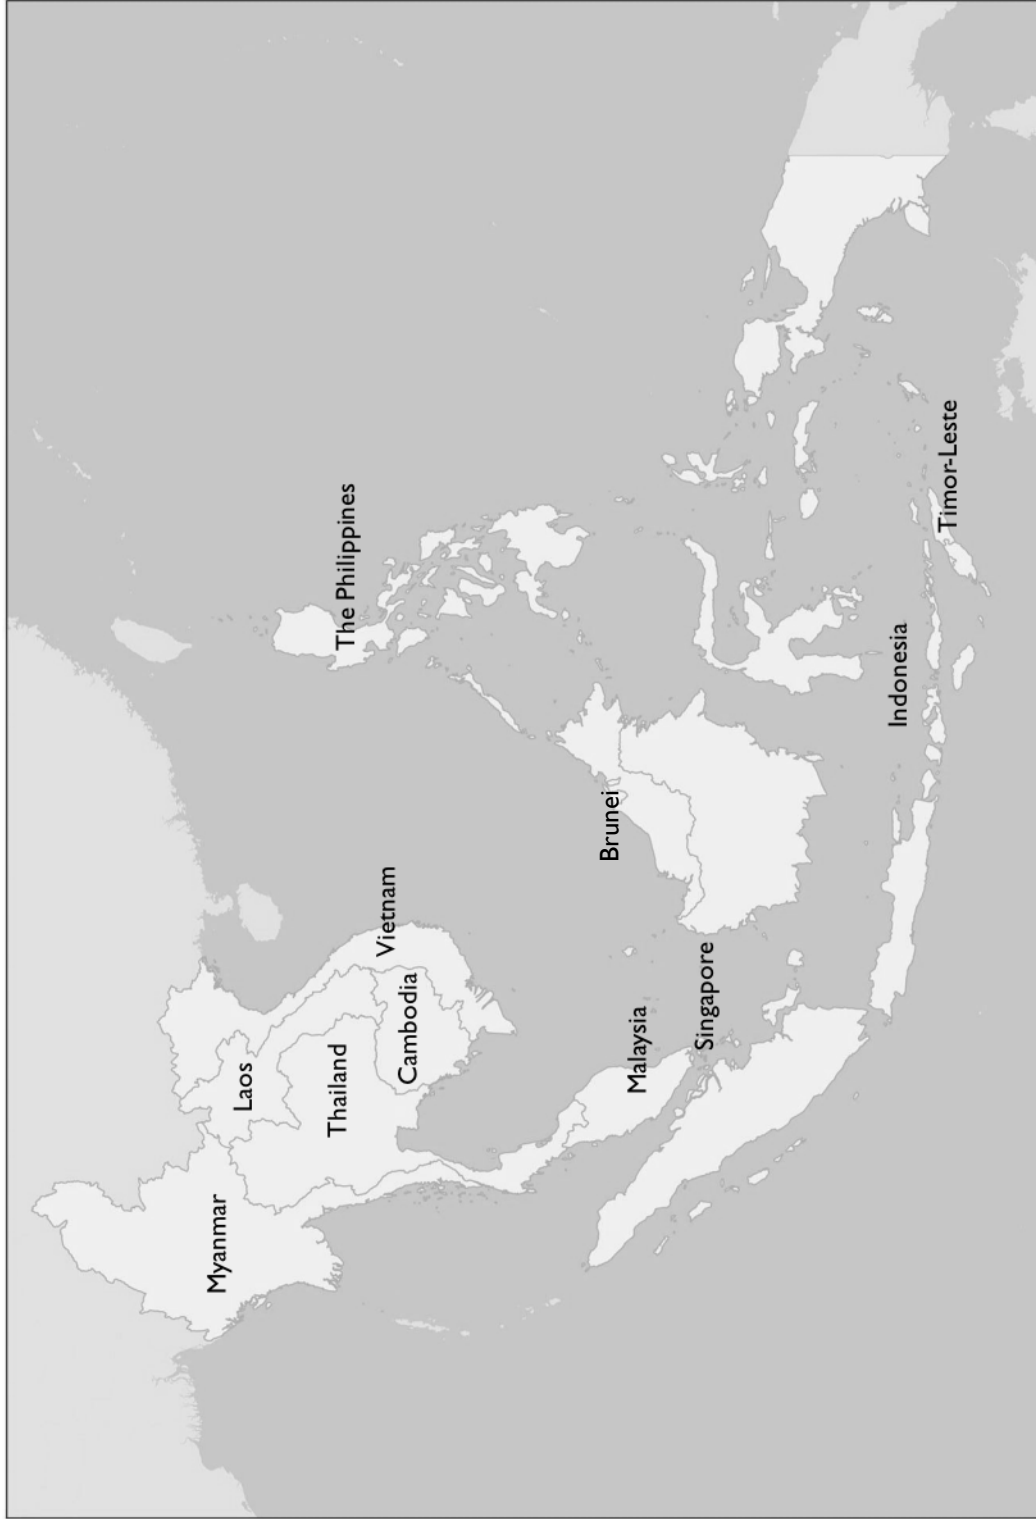 Myanmar
Laos
Thailand
Vietnam
Cambodia
The Philippines
Brunei
Malaysia
Singapore
Indonesia
Timor-Leste